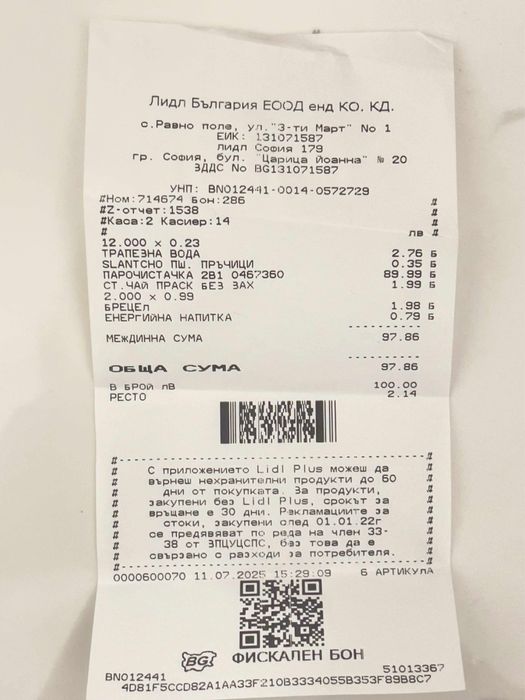 Лидл България ЕООД енд КО. КД.
с.Равно поле, ул."3-ти Март" No 1
ЕИК: 131071587
ЛИДЛ София 179
гр. София, бул. "Царица Йоанна" № 20
ЗДДС No BG131071587
УНП: BN012441-0014-0572729
#Ном:714674 Бон:286 #
#Z-отчет:1538 #
#Каса:2 Касиер:14 #
# лв #
12.000 x 0.23
ТРАПЕЗНА ВОДА 2.76 Б
SLANTCHO ПШ. ПРЪЧИЦИ 0.35 Б
ПАРОЧИСТАЧКА 2В1 0467360 89.99 Б
СТ.ЧАЙ ПРАСК БЕЗ ЗАХ 1.99 Б
2.000 x 0.99
БРЕЦЕЛ 1.98 Б
ЕНЕРГИЙНА НАПИТКА 0.79 Б
МЕЖДИННА СУМА 97.86
ОБЩА СУМА 97.86
В БРОЙ лв 100.00
РЕСТО 2.14
С приложението Lidl Plus можеш да
върнеш нехранителни продукти до 60
дни от покупката. За продукти,
закупени без Lidl Plus, срокът за
връщане е 30 дни. Рекламациите за
стоки, закупени след 01.01.22г
се предявяват по реда на член 33-
38 от ЗПЦУЦСПС, без това да е
свързано с разходи за потребителя.
0000600070 11.07.2025 15:29:09 6 АРТИКУЛА
BGI ФИСКАЛЕН БОН
BN012441 51013367
4D81F5CCD82A1AA33F210B3334055B353F89B8C7